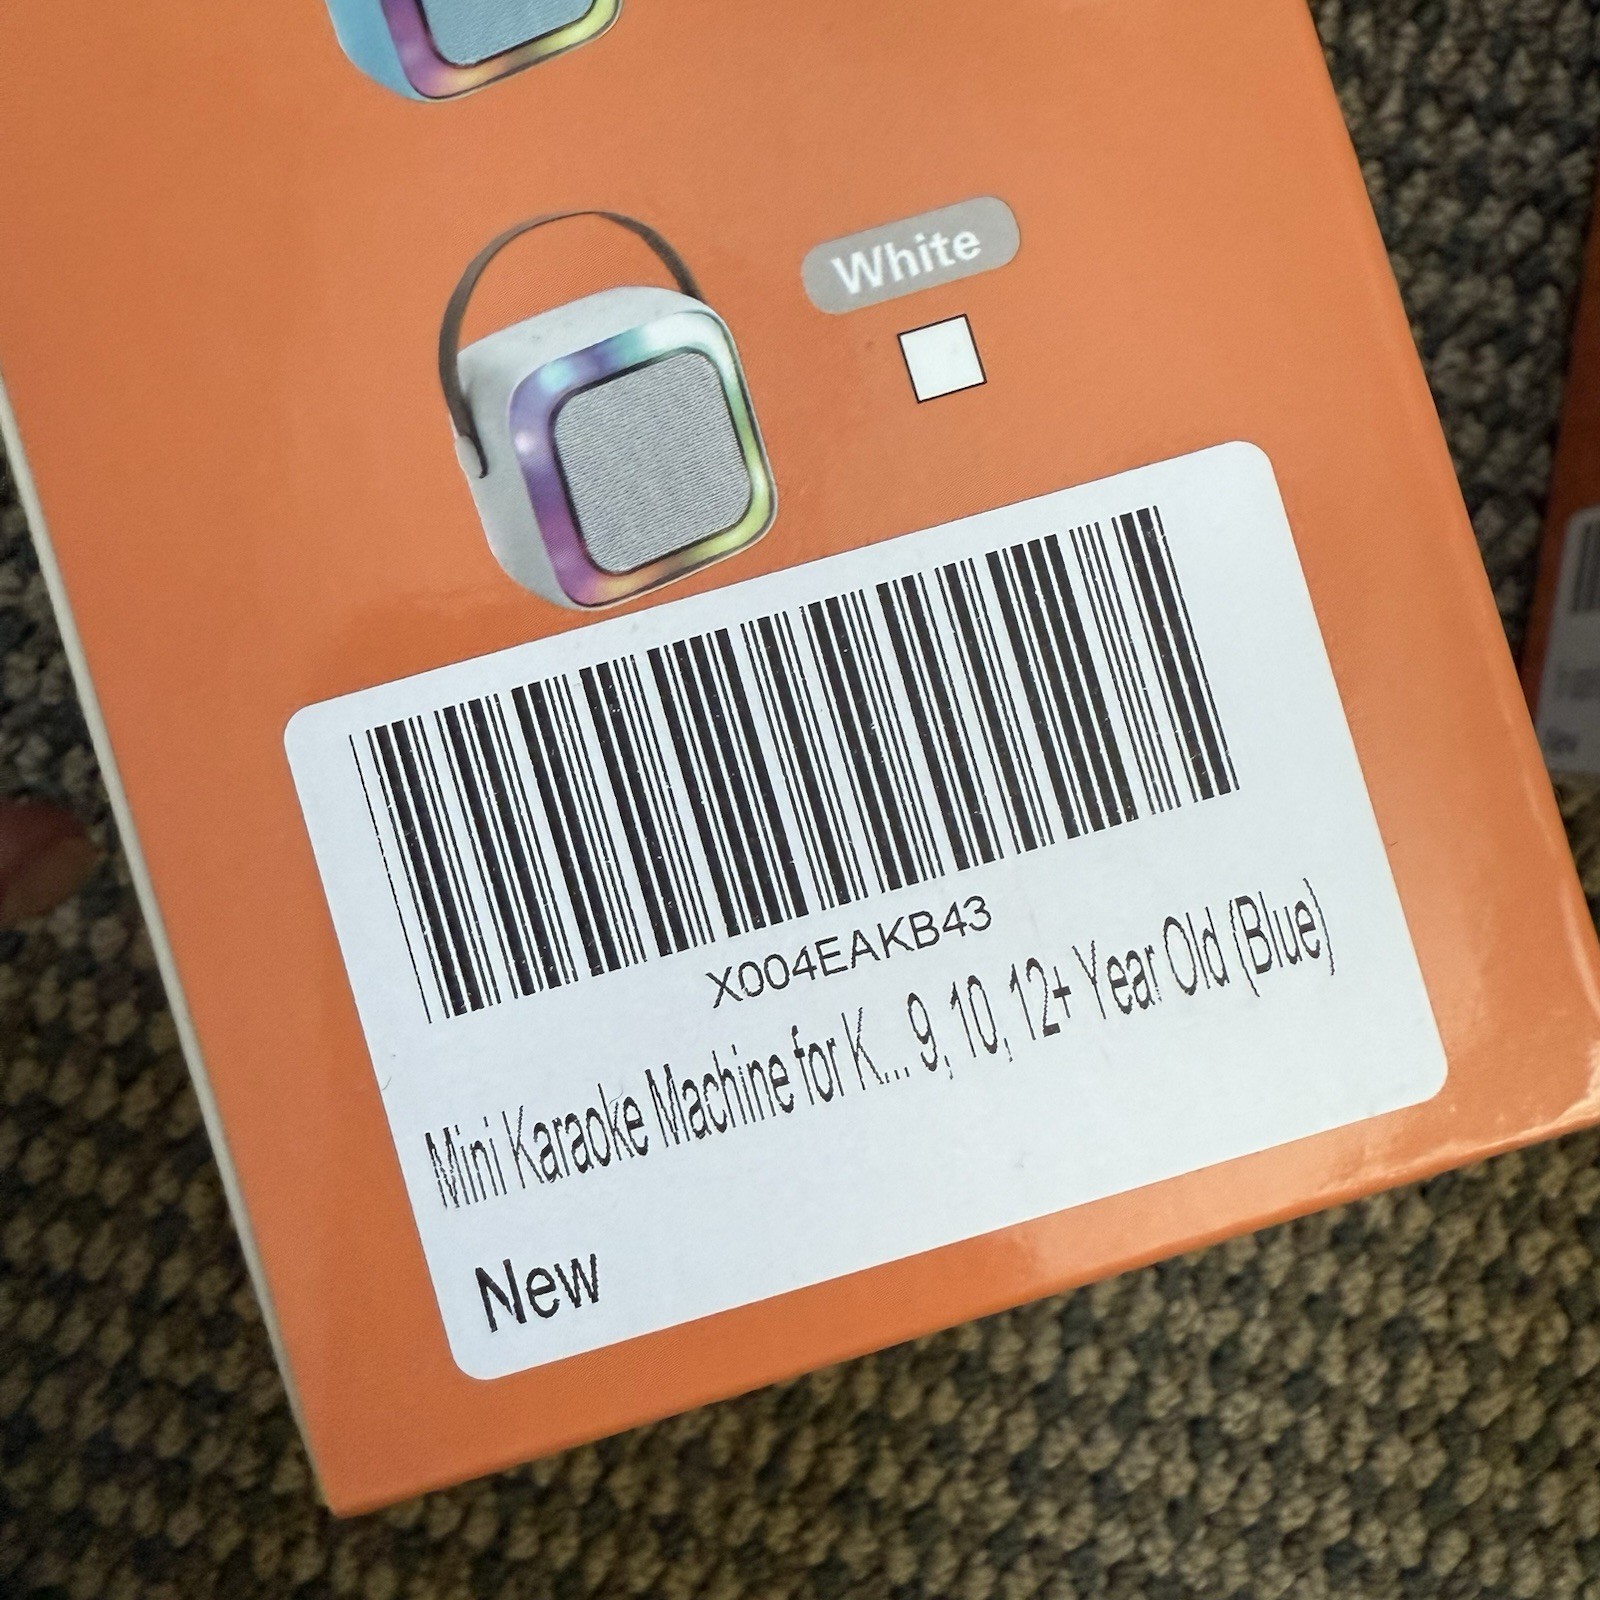 White
X004EAKB43
Mini Karaoke Machine for K... 9, 10, 12+ Year Old (Blue)
New